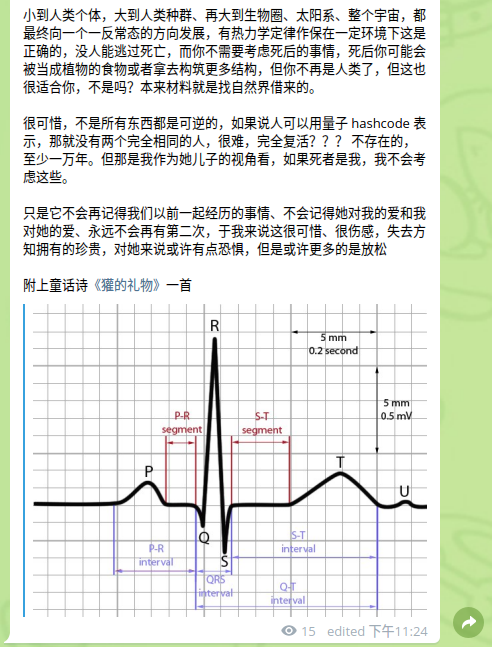 小到人类个体，大到人类种群、再大到生物圈、太阳系、整个宇宙，都
最终向一个一反常态的方向发展，有热力学定律作保在一定环境下这是
正确的，没人能逃过死亡，而你不需要考虑死后的事情，死后你可能会
被当成植物的食物或者拿去构筑更多结构，但你不再是人类了，但这也
很适合你，不是吗？本来材料就是找自然界借来的。
很可惜，不是所有东西都是可逆的，如果说人可以用量子 hashcode 表
示，那就没有两个完全相同的人，很难，完全复活？？？ 不存在的，
至少一万年。但那是我作为她儿子的视角看，如果死者是我，我不会考
虑这些。
只是它不会再记得我们以前一起经历的事情、不会记得她对我的爱和我
对她的爱、永远不会再有第二次，于我来说这很可惜、很伤感，失去方
知拥有的珍贵，对她来说或许有点恐惧，但是或许更多的是放松
附上童话诗《獾的礼物》一首
R
5 mm
0.2 second
5 mm
0.5 mV
P-R
segment
S-T
segment
P
T
U
Q
S
P-R
interval
S-T
interval
QRS
interval
Q-T
interval
15 edited 下午11:24